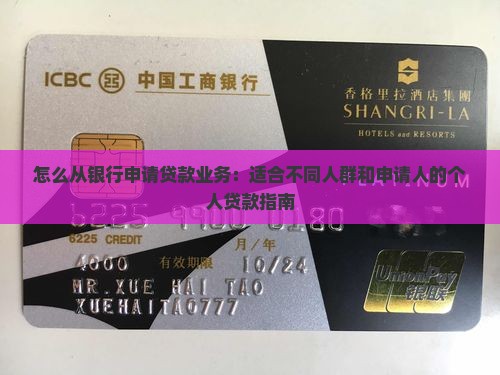 ICBC 中国工商银行
香格里拉酒店集團
SHANGRI-LA
HOTELS and RESORTS
怎么从银行申请贷款业务：适合不同人群和申请人的个
人贷款指南
6225 CREDIT
月/年
4000 有效期限 10/24
MR.XUE HAI TAO
XUEHAITAO777
UnionPay
银联